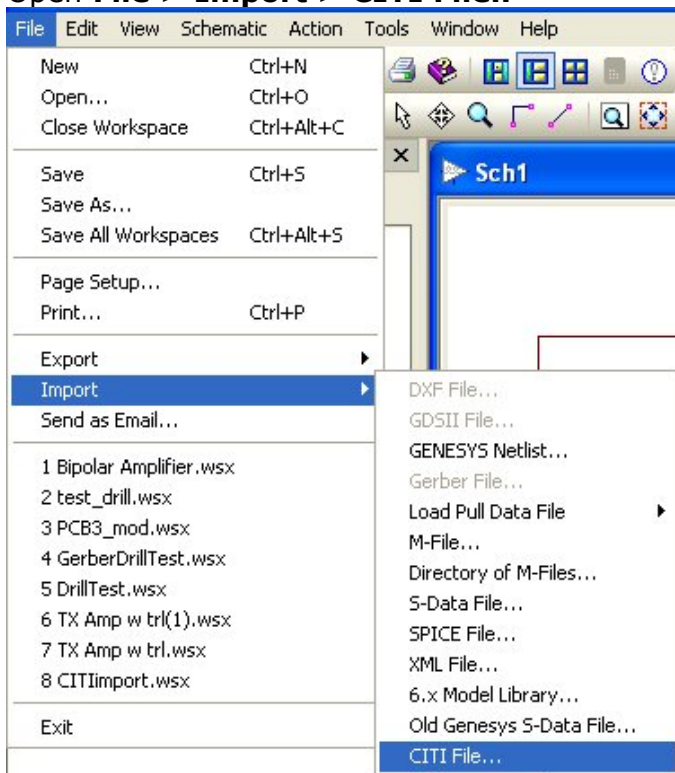 Open File > Import > CITI File..
File Edit View Schematic Action Tools Window Help
New Ctrl+N
Open... Ctrl+O
Close Workspace Ctrl+Alt+C
Save Ctrl+S
Save As...
Save All Workspaces Ctrl+Alt+S
Page Setup...
Print... Ctrl+P
Export
Import
Send as Email...
1 Bipolar Amplifier.wsx
2 test_drill.wsx
3 PCB3_mod.wsx
4 GerberDrillTest.wsx
5 DrillTest.wsx
6 TX Amp w trl(1).wsx
7 TX Amp w trl.wsx
8 CITIimport.wsx
Exit
Sch1
DXF File...
GDSII File...
GENESYS Netlist...
Gerber File...
Load Pull Data File
M-File...
Directory of M-Files...
S-Data File...
SPICE File...
XML File...
6.x Model Library...
Old Genesys S-Data File...
CITI File...